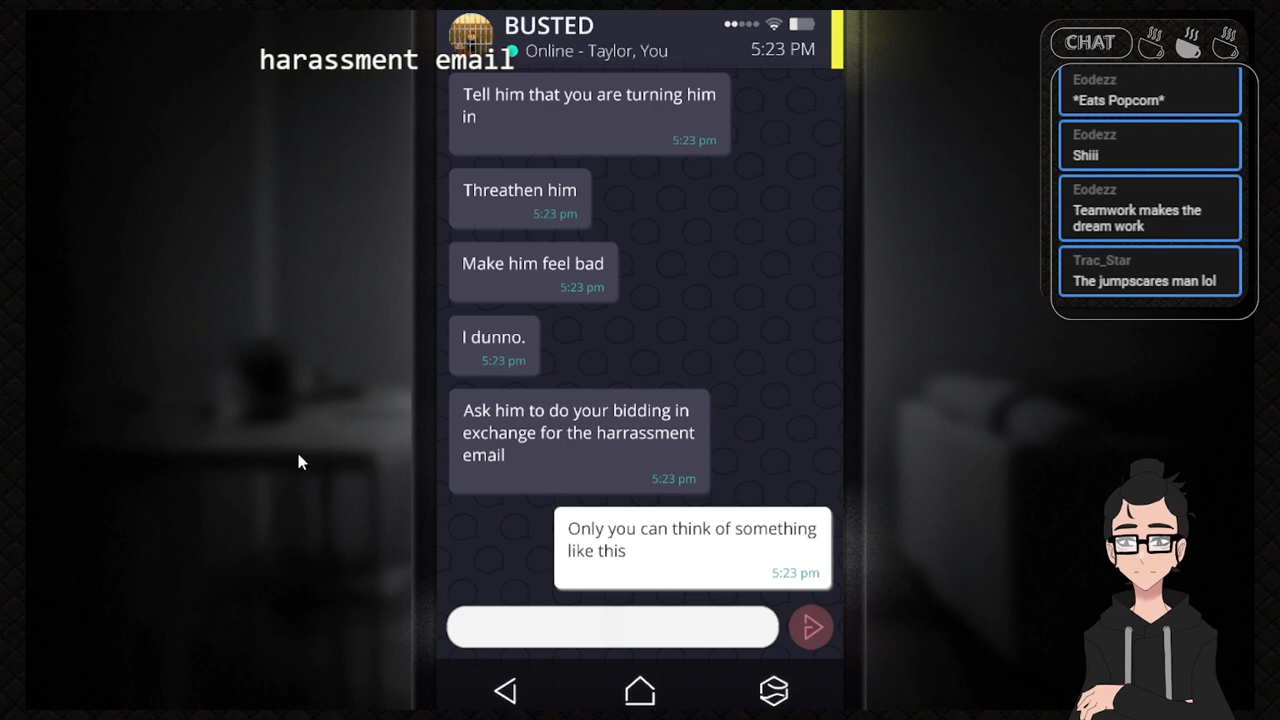 BUSTED
Online - Taylor, You
5:23 PM
harassment email
Tell him that you are turning him
in
5:23 pm
Threathen him
5:23 pm
Make him feel bad
5:23 pm
I dunno.
5:23 pm
Ask him to do your bidding in
exchange for the harrassment
email
5:23 pm
Only you can think of something
like this
5:23 pm
CHAT
Eodezz
*Eats Popcorn*
Eodezz
Shiii
Eodezz
Teamwork makes the
dream work
Trac_Star
The jumpscares man lol